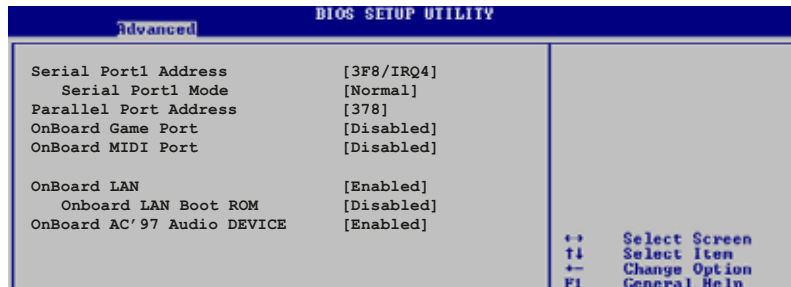 BIOS SETUP UTILITY
Advanced
Serial Port1 Address [3F8/IRQ4]
Serial Port1 Mode [Normal]
Parallel Port Address [378]
OnBoard Game Port [Disabled]
OnBoard MIDI Port [Disabled]
OnBoard LAN [Enabled]
Onboard LAN Boot ROM [Disabled]
OnBoard AC’97 Audio DEVICE [Enabled]
↔ Select Screen
↑↓ Select Item
+- Change Option
F1 General Help